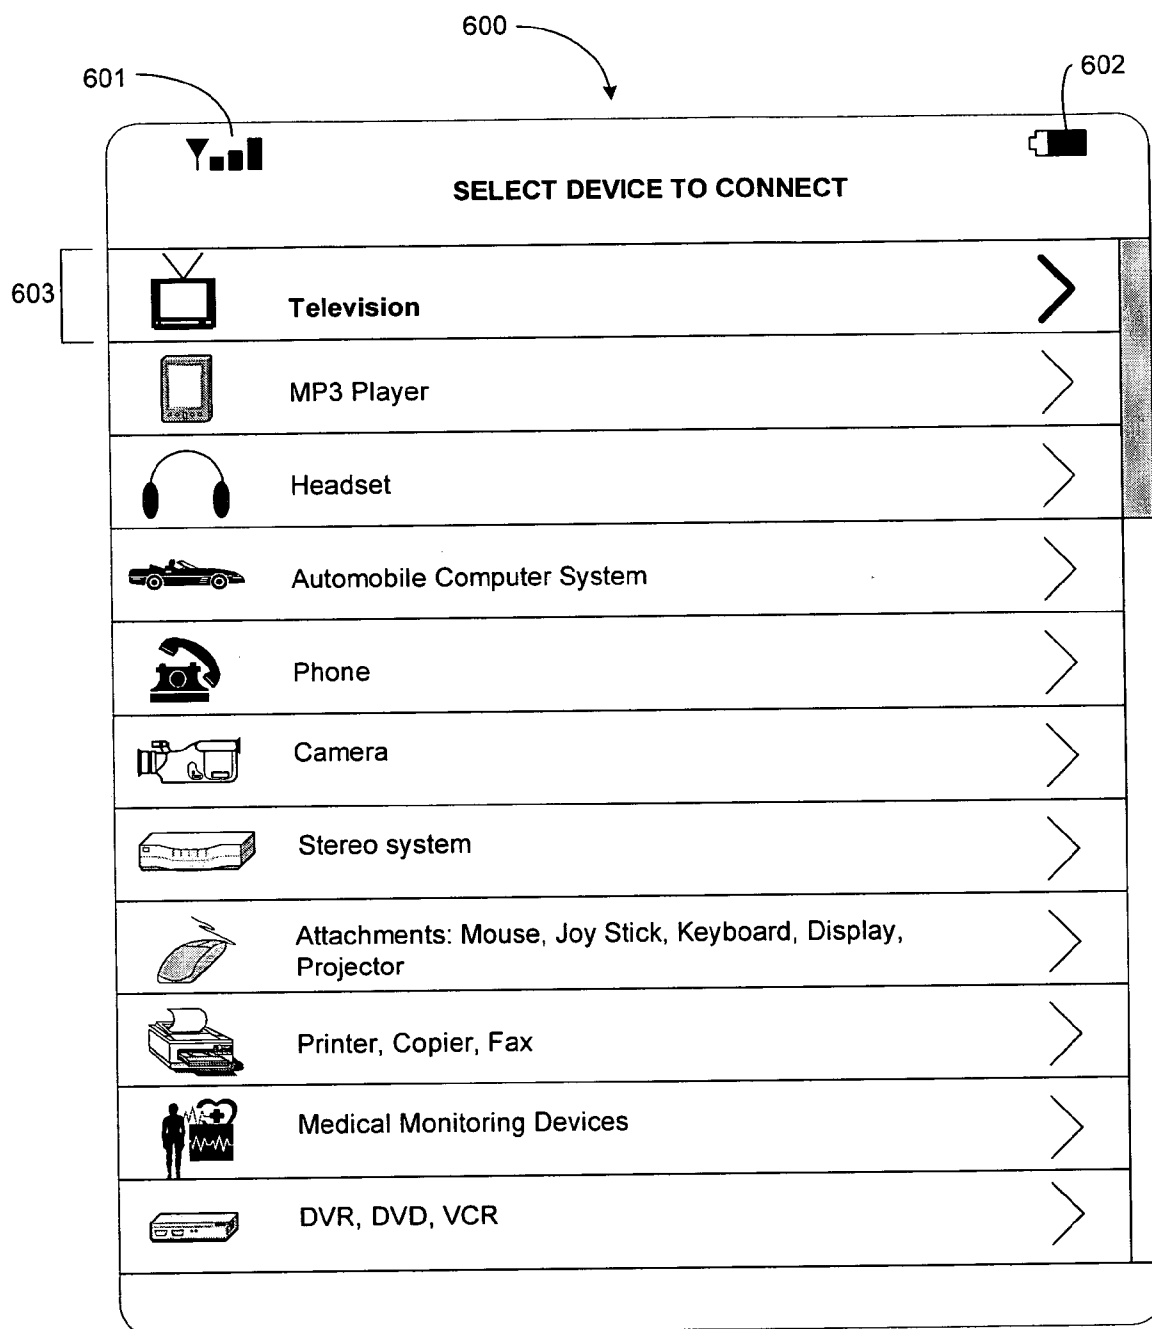 600
601
602
SELECT DEVICE TO CONNECT
603
Television
MP3 Player
Headset
Automobile Computer System
Phone
Camera
Stereo system
Attachments: Mouse, Joy Stick, Keyboard, Display,
Projector
Printer, Copier, Fax
Medical Monitoring Devices
DVR, DVD, VCR